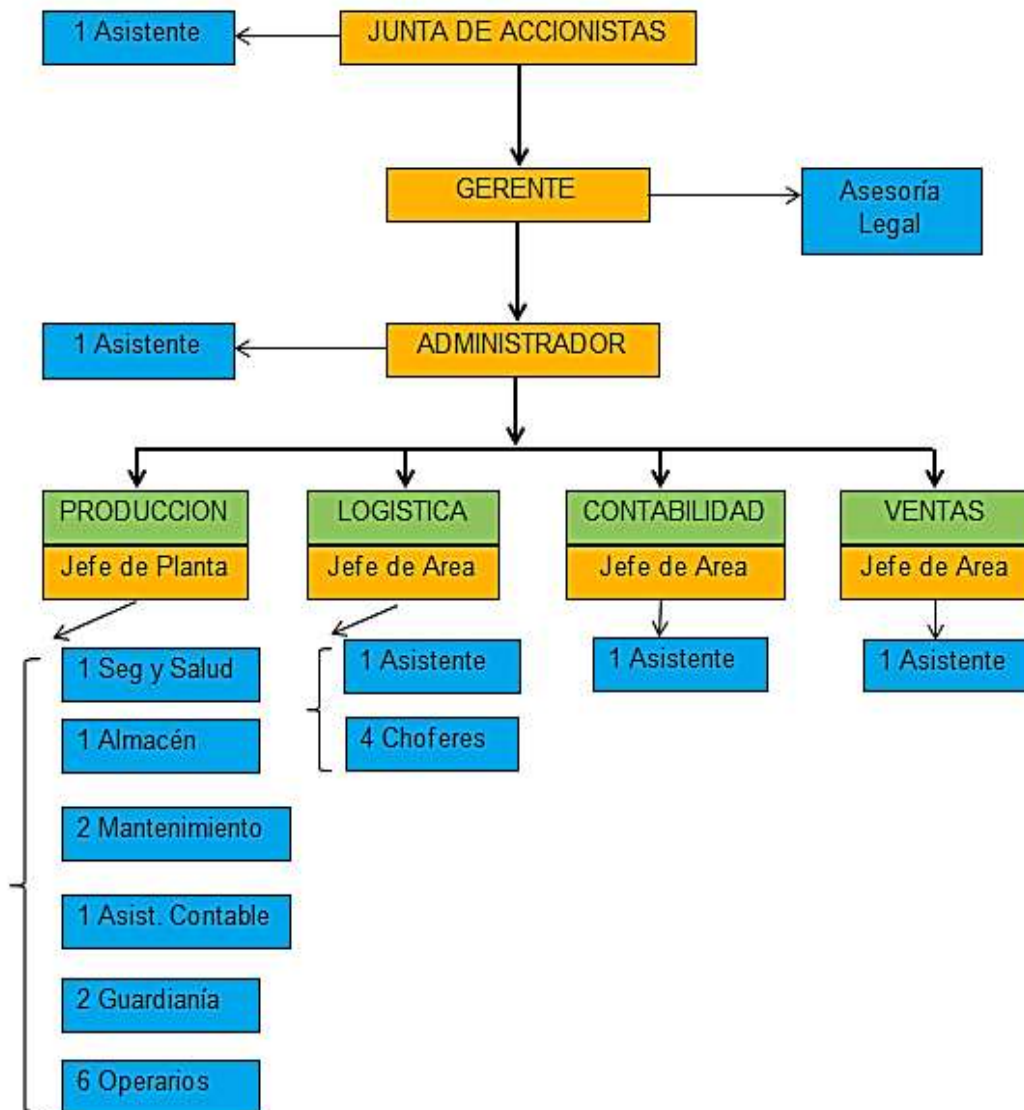 1 Asistente
JUNTA DE ACCIONISTAS
GERENTE
Asesoría
Legal
1 Asistente
ADMINISTRADOR
PRODUCCION
Jefe de Planta
LOGISTICA
Jefe de Area
CONTABILIDAD
Jefe de Area
VENTAS
Jefe de Area
1 Seg y Salud
1 Almacén
2 Mantenimiento
1 Asist. Contable
2 Guardianía
6 Operarios
1 Asistente
4 Choferes
1 Asistente
1 Asistente